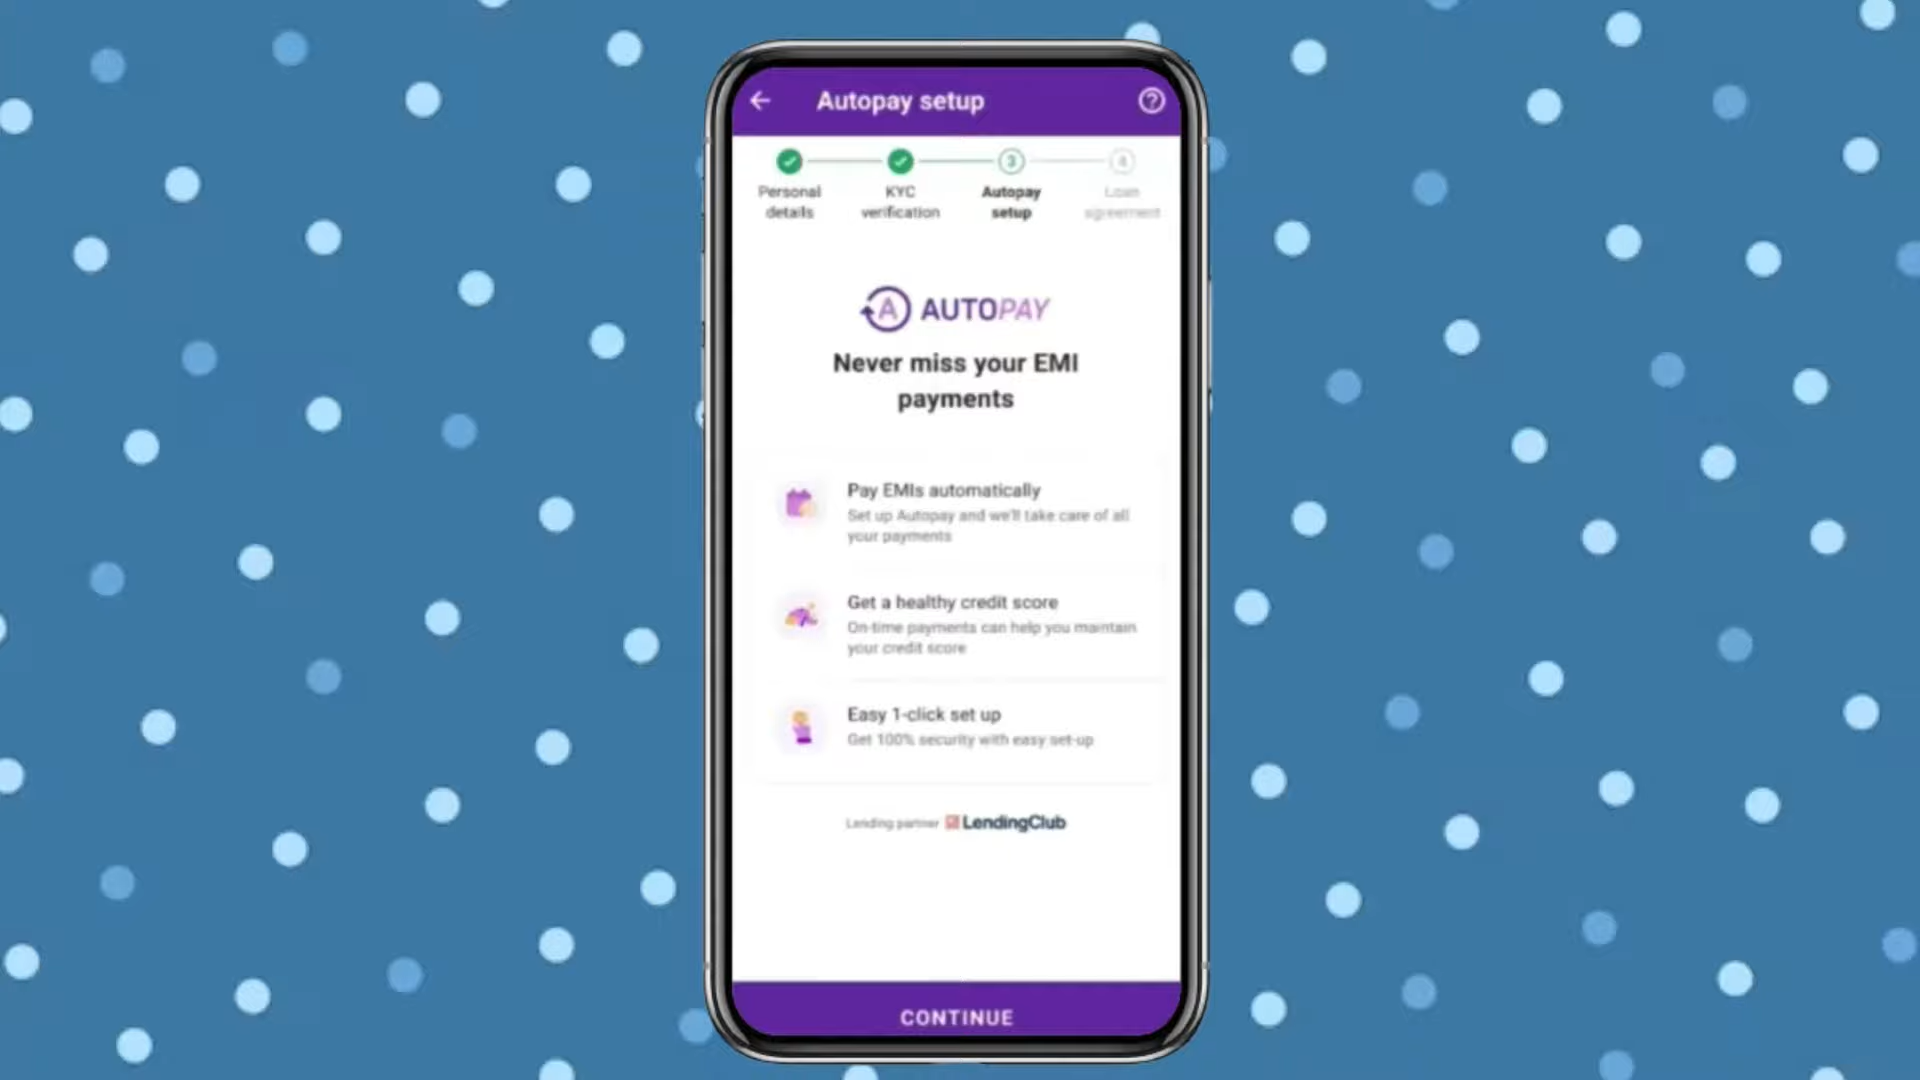 Autopay setup
3
4
Personal
details
KYC
verification
Autopay
setup
Loan
agreement
A AUTOPAY
Never miss your EMI
payments
Pay EMIs automatically
Set up Autopay and we'll take care of all
your payments
Get a healthy credit score
On-time payments can help you maintain
your credit score
Easy 1-click set up
Get 100% security with easy set-up
Lending partner LendingClub
CONTINUE